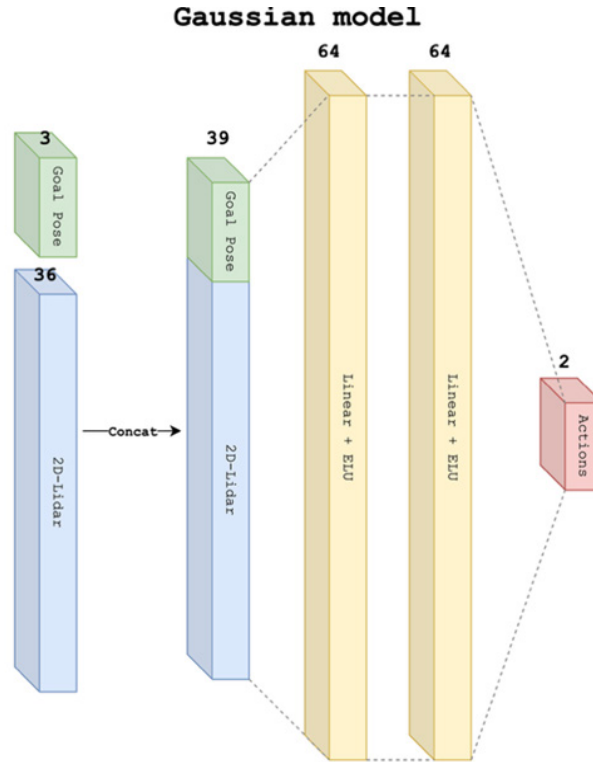 Gaussian model
3
Goal Pose
36
2D-Lidar
Concat
39
Goal Pose
2D-Lidar
64
Linear + ELU
64
Linear + ELU
2
Actions